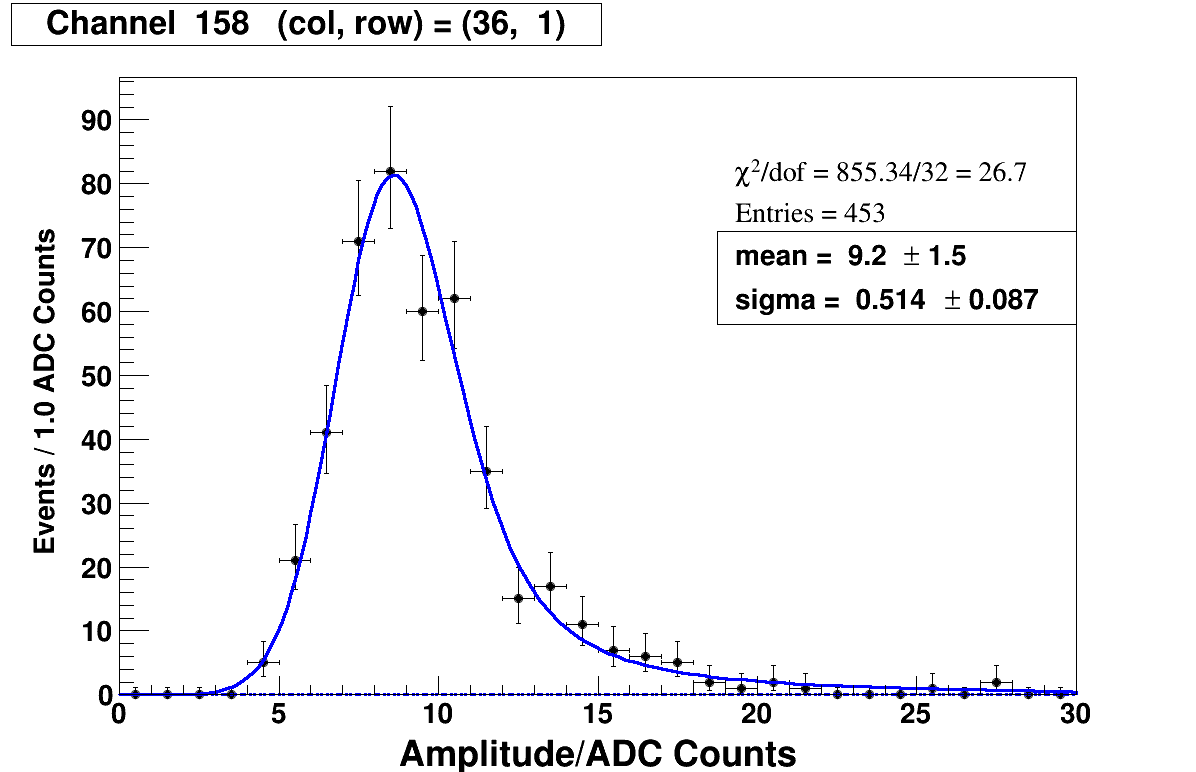 Channel 158 (col, row) = (36, 1)
90
80
70
60
50
40
30
20
10
0
Events / 1.0 ADC Counts
χ²/dof = 855.34/32 = 26.7
Entries = 453
mean = 9.2 ± 1.5
sigma = 0.514 ± 0.087
0 5 10 15 20 25 30
Amplitude/ADC Counts